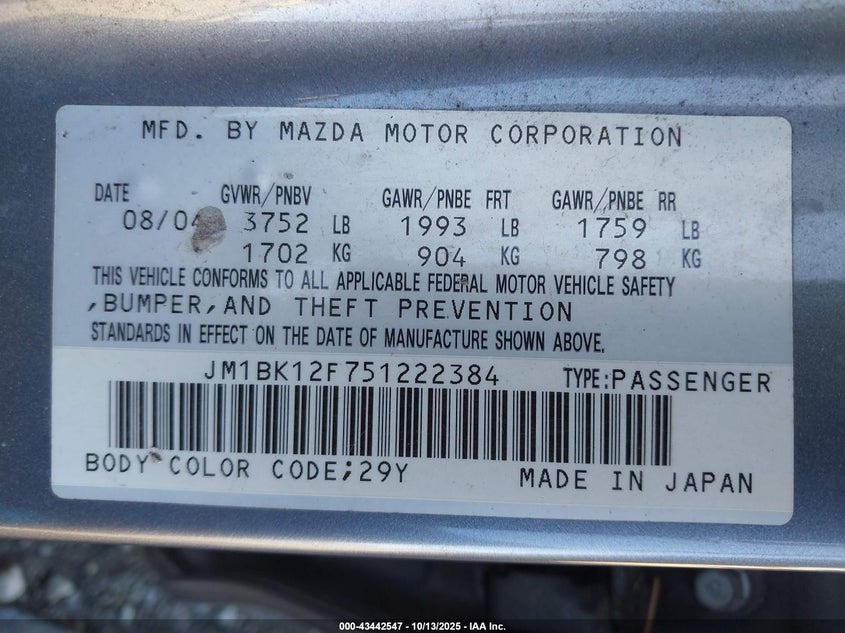 MFD. BY MAZDA MOTOR CORPORATION
DATE GVWR/PNBV GAWR/PNBE FRT GAWR/PNBE RR
08/04 3752 LB 1993 LB 1759 LB
1702 KG 904 KG 798 KG
THIS VEHICLE CONFORMS TO ALL APPLICABLE FEDERAL MOTOR VEHICLE SAFETY
,BUMPER,AND THEFT PREVENTION
STANDARDS IN EFFECT ON THE DATE OF MANUFACTURE SHOWN ABOVE.
JM1BK12F751222384 TYPE:PASSENGER
BODY COLOR CODE;29Y MADE IN JAPAN
000-43442547 - 10/13/2025 - IAA Inc.